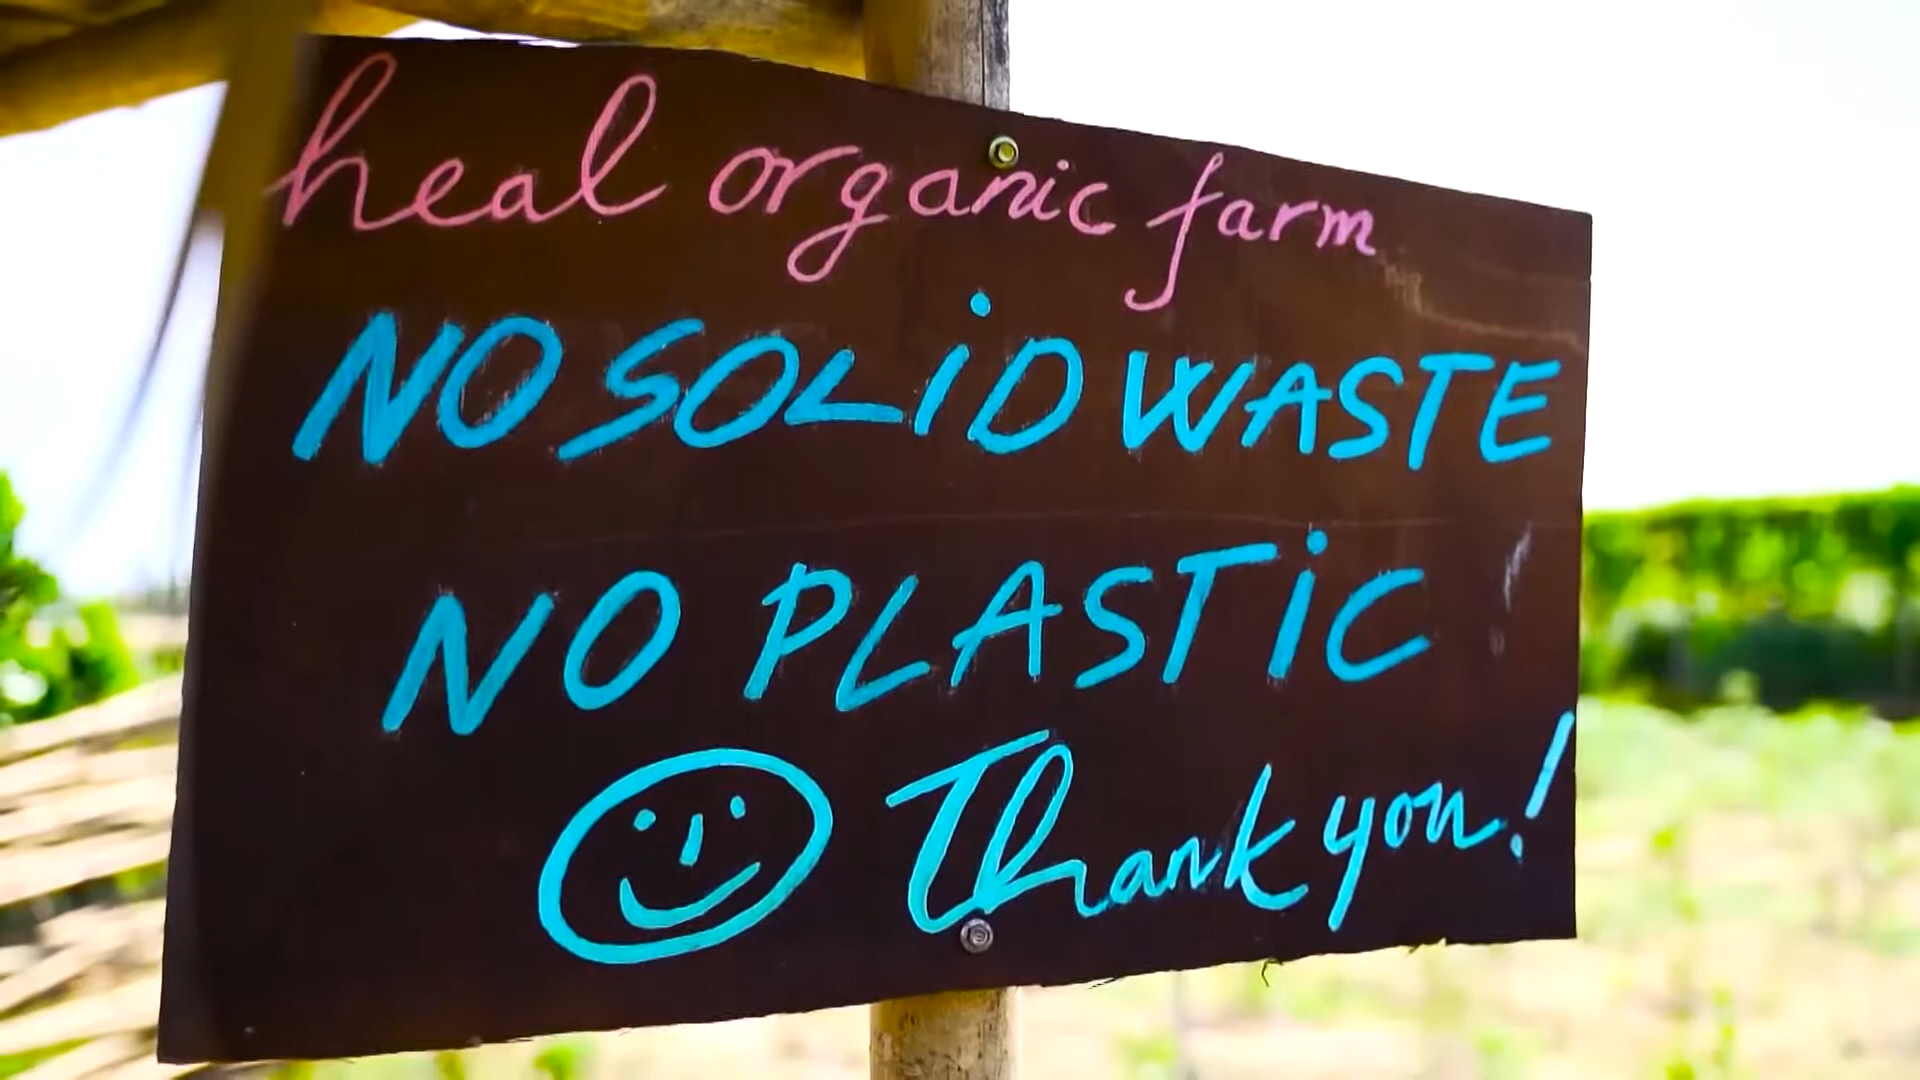 heal organic farm
NO SOLiD WASTE
NO PLASTiC
Thank you!